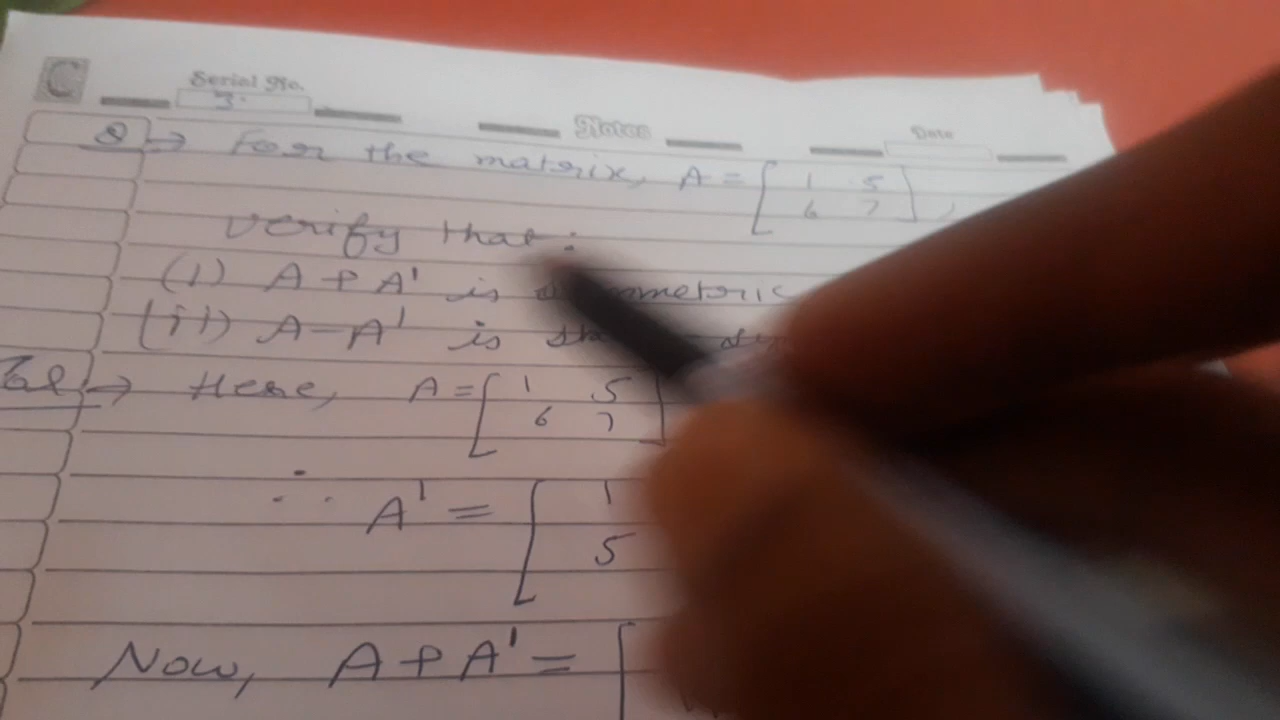 C
Serial No.
3.
Notes
Date
Q → For the matrix, A = [ 1 5
6 7 ] ,
verify that :
(i) A + A' is symmetric
(ii) A - A' is
Sol → Here, A = [ 1 5
6 7 ]
∴ A' = [ 1
5
Now, A + A' = [